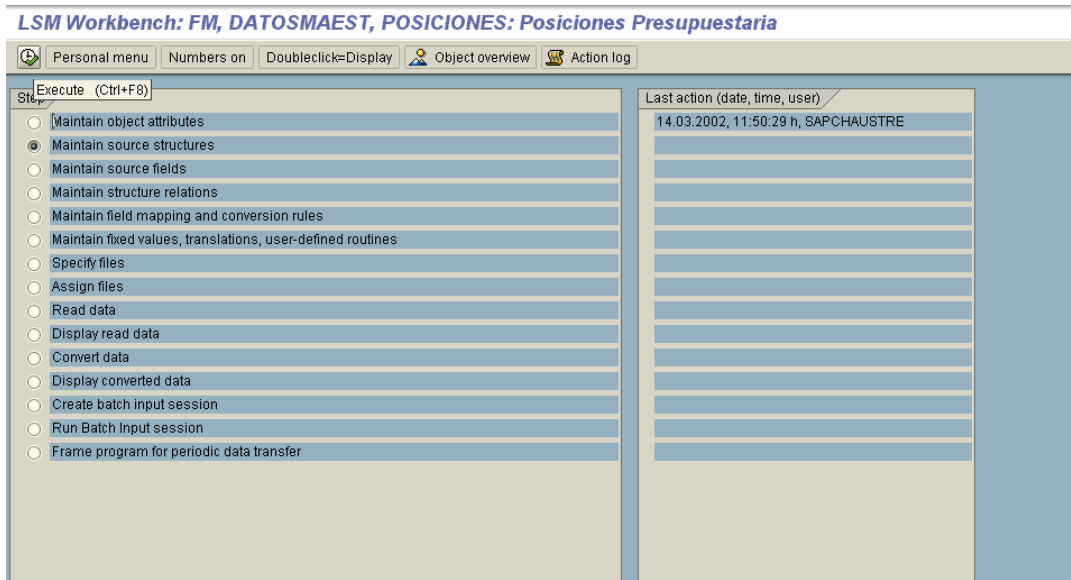 LSM Workbench: FM, DATOSMAEST, POSICIONES: Posiciones Presupuestaria
Personal menu Numbers on Doubleclick=Display Object overview Action log
Execute (Ctrl+F8)
Step Last action (date, time, user)
Maintain object attributes 14.03.2002, 11:50:29 h, SAPCHAUSTRE
Maintain source structures
Maintain source fields
Maintain structure relations
Maintain field mapping and conversion rules
Maintain fixed values, translations, user-defined routines
Specify files
Assign files
Read data
Display read data
Convert data
Display converted data
Create batch input session
Run Batch Input session
Frame program for periodic data transfer